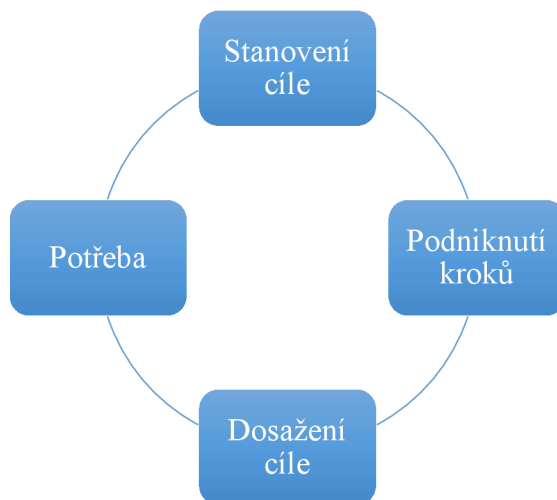 Stanovení
cíle
Potřeba
Podniknutí
kroků
Dosažení
cíle